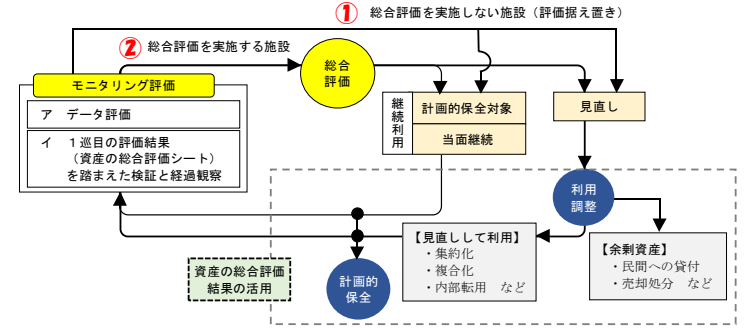 ① 総合評価を実施しない施設（評価据え置き）
② 総合評価を実施する施設
総合
評価
モニタリング評価
ア データ評価
イ １巡目の評価結果
（資産の総合評価シート）
を踏まえた検証と経過観察
継続利用
計画的保全対象
当面継続
見直し
利用
調整
【見直しして利用】
・集約化
・複合化
・内部転用 など
【余剰資産】
・民間への貸付
・売却処分 など
資産の総合評価
結果の活用
計画的
保全